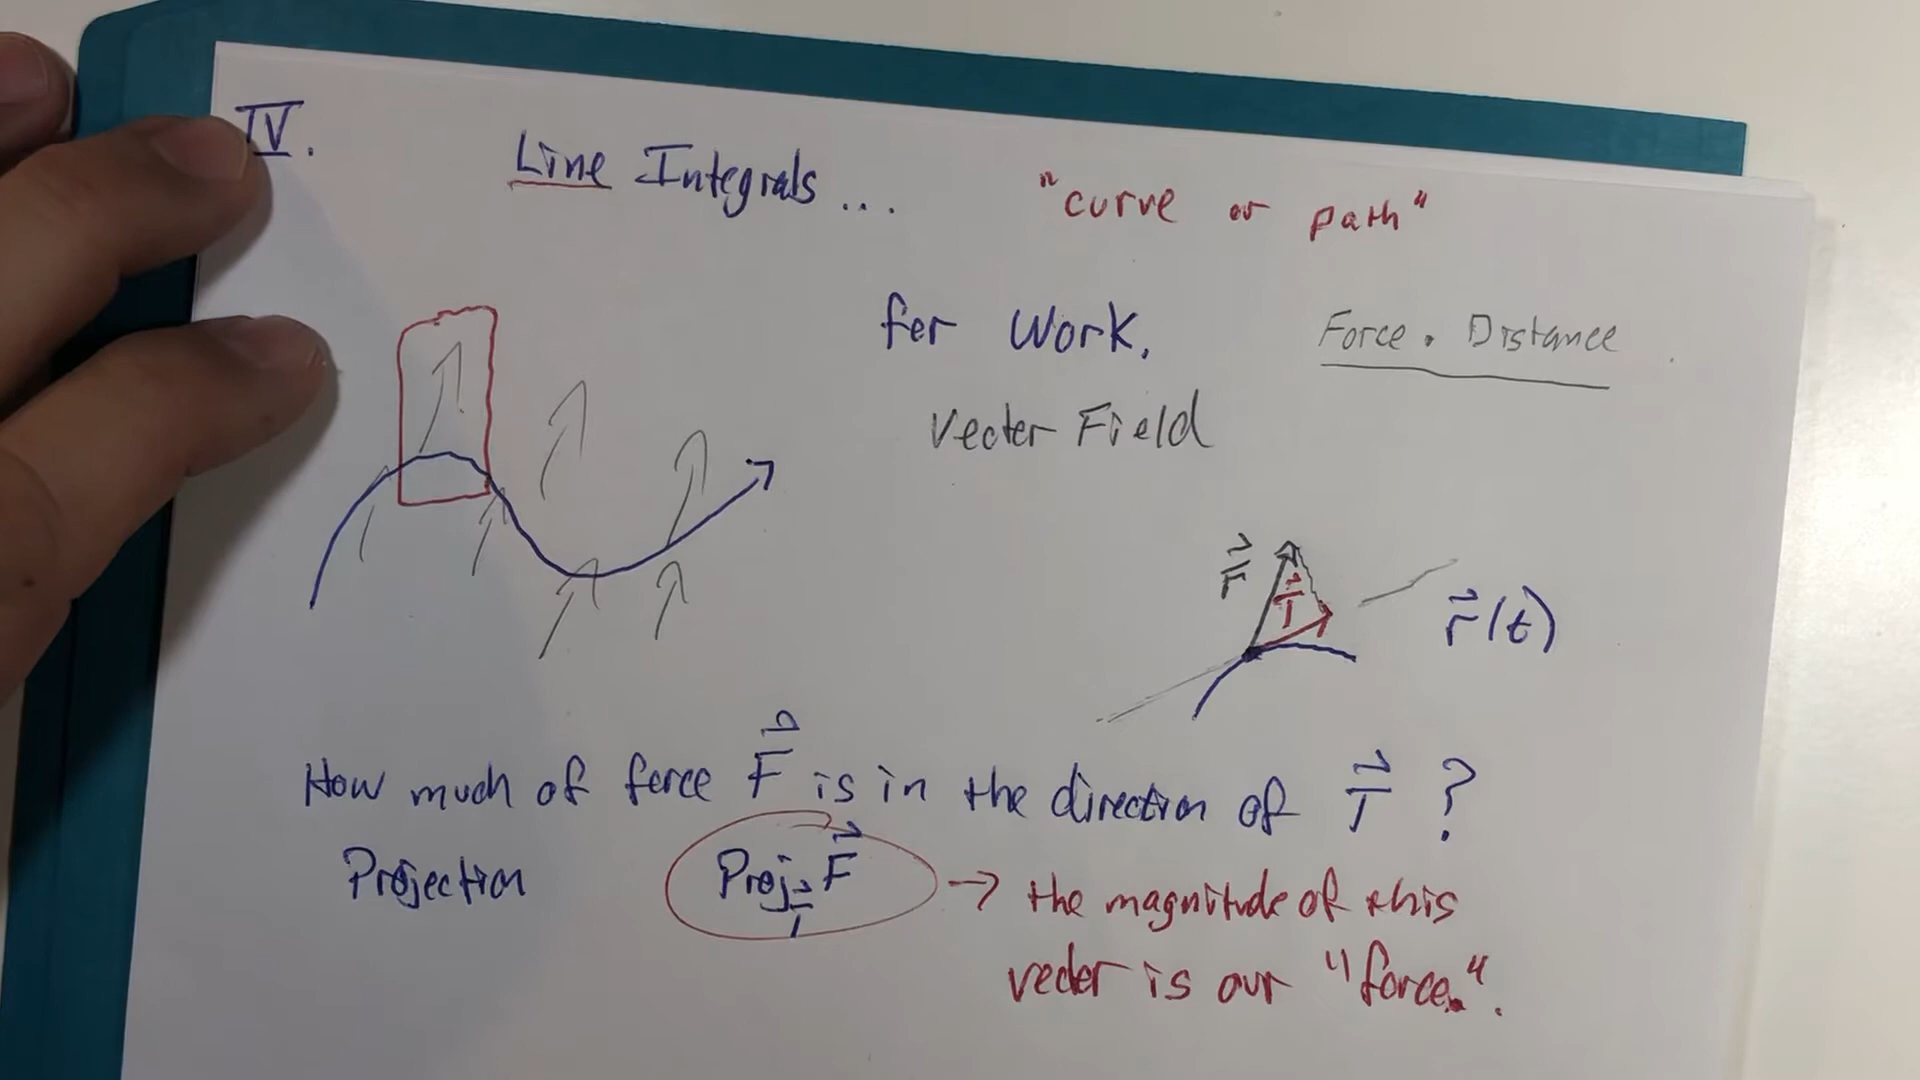 IV.
Line Integrals...
"curve or path"
for Work.
Force · Distance
Vector Field
F⃗
T⃗
r⃗(t)
How much of force F⃗ is in the direction of T⃗ ?
Projection Proj_T⃗ F⃗ → the magnitude of this
vector is our "force.".